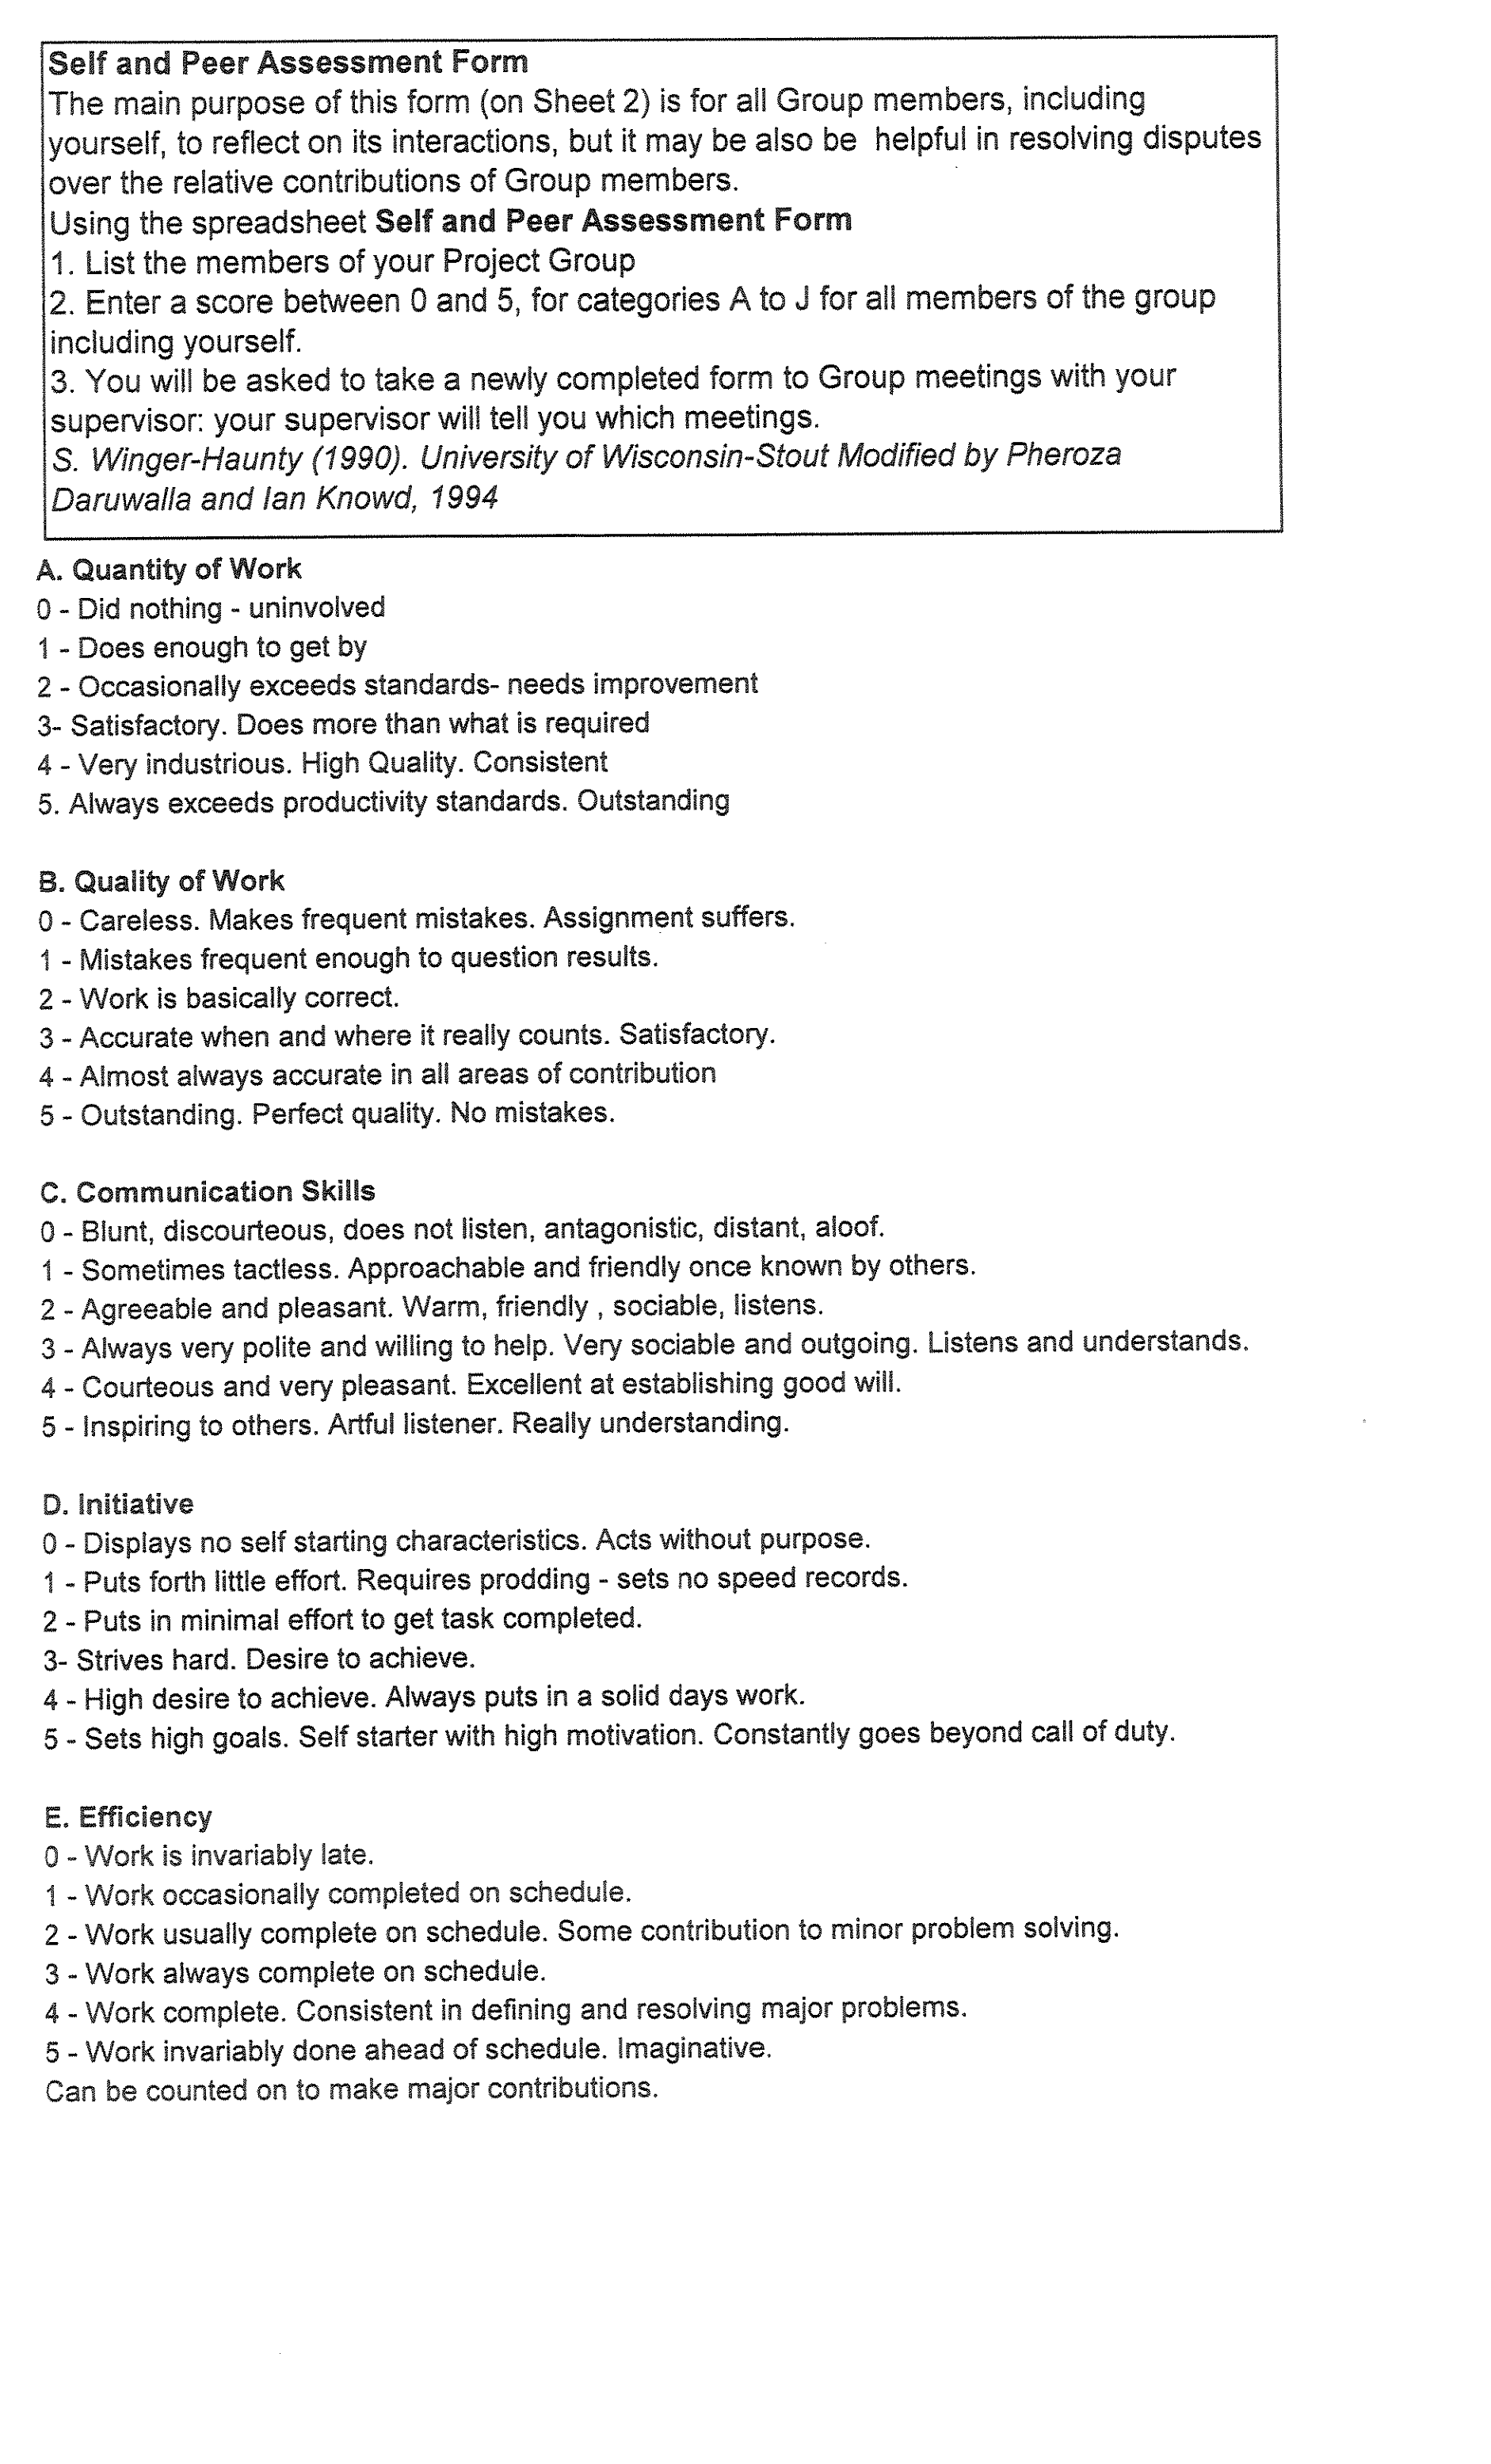 Self and Peer Assessment Form
The main purpose of this form (on Sheet 2) is for all Group members, including
yourself, to reflect on its interactions, but it may be also be helpful in resolving disputes
over the relative contributions of Group members.
Using the spreadsheet Self and Peer Assessment Form
1. List the members of your Project Group
2. Enter a score between 0 and 5, for categories A to J for all members of the group
including yourself.
3. You will be asked to take a newly completed form to Group meetings with your
supervisor: your supervisor will tell you which meetings.
S. Winger-Haunty (1990). University of Wisconsin-Stout Modified by Pheroza
Daruwalla and Ian Knowd, 1994
A. Quantity of Work
0 - Did nothing - uninvolved
1 - Does enough to get by
2 - Occasionally exceeds standards- needs improvement
3- Satisfactory. Does more than what is required
4 - Very industrious. High Quality. Consistent
5. Always exceeds productivity standards. Outstanding
B. Quality of Work
0 - Careless. Makes frequent mistakes. Assignment suffers.
1 - Mistakes frequent enough to question results.
2 - Work is basically correct.
3 - Accurate when and where it really counts. Satisfactory.
4 - Almost always accurate in all areas of contribution
5 - Outstanding. Perfect quality. No mistakes.
C. Communication Skills
0 - Blunt, discourteous, does not listen, antagonistic, distant, aloof.
1 - Sometimes tactless. Approachable and friendly once known by others.
2 - Agreeable and pleasant. Warm, friendly , sociable, listens.
3 - Always very polite and willing to help. Very sociable and outgoing. Listens and understands.
4 - Courteous and very pleasant. Excellent at establishing good will.
5 - Inspiring to others. Artful listener. Really understanding.
D. Initiative
0 - Displays no self starting characteristics. Acts without purpose.
1 - Puts forth little effort. Requires prodding - sets no speed records.
2 - Puts in minimal effort to get task completed.
3- Strives hard. Desire to achieve.
4 - High desire to achieve. Always puts in a solid days work.
5 - Sets high goals. Self starter with high motivation. Constantly goes beyond call of duty.
E. Efficiency
0 - Work is invariably late.
1 - Work occasionally completed on schedule.
2 - Work usually complete on schedule. Some contribution to minor problem solving.
3 - Work always complete on schedule.
4 - Work complete. Consistent in defining and resolving major problems.
5 - Work invariably done ahead of schedule. Imaginative.
Can be counted on to make major contributions.